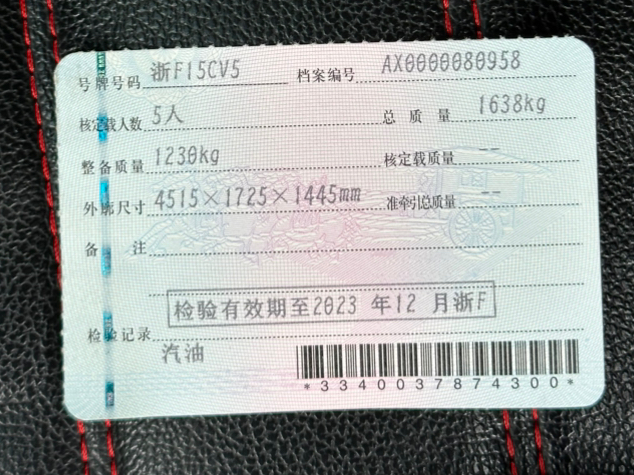 号牌号码 浙F15CV5 档案编号 AX0000080958
核定载人数 5人 总质量 1638kg
整备质量 1230kg 核定载质量 --
外廓尺寸 4515×1725×1445mm 准牵引总质量 --
备注
检验有效期至2023年12月浙F
检验记录
汽油
*3340037874300*